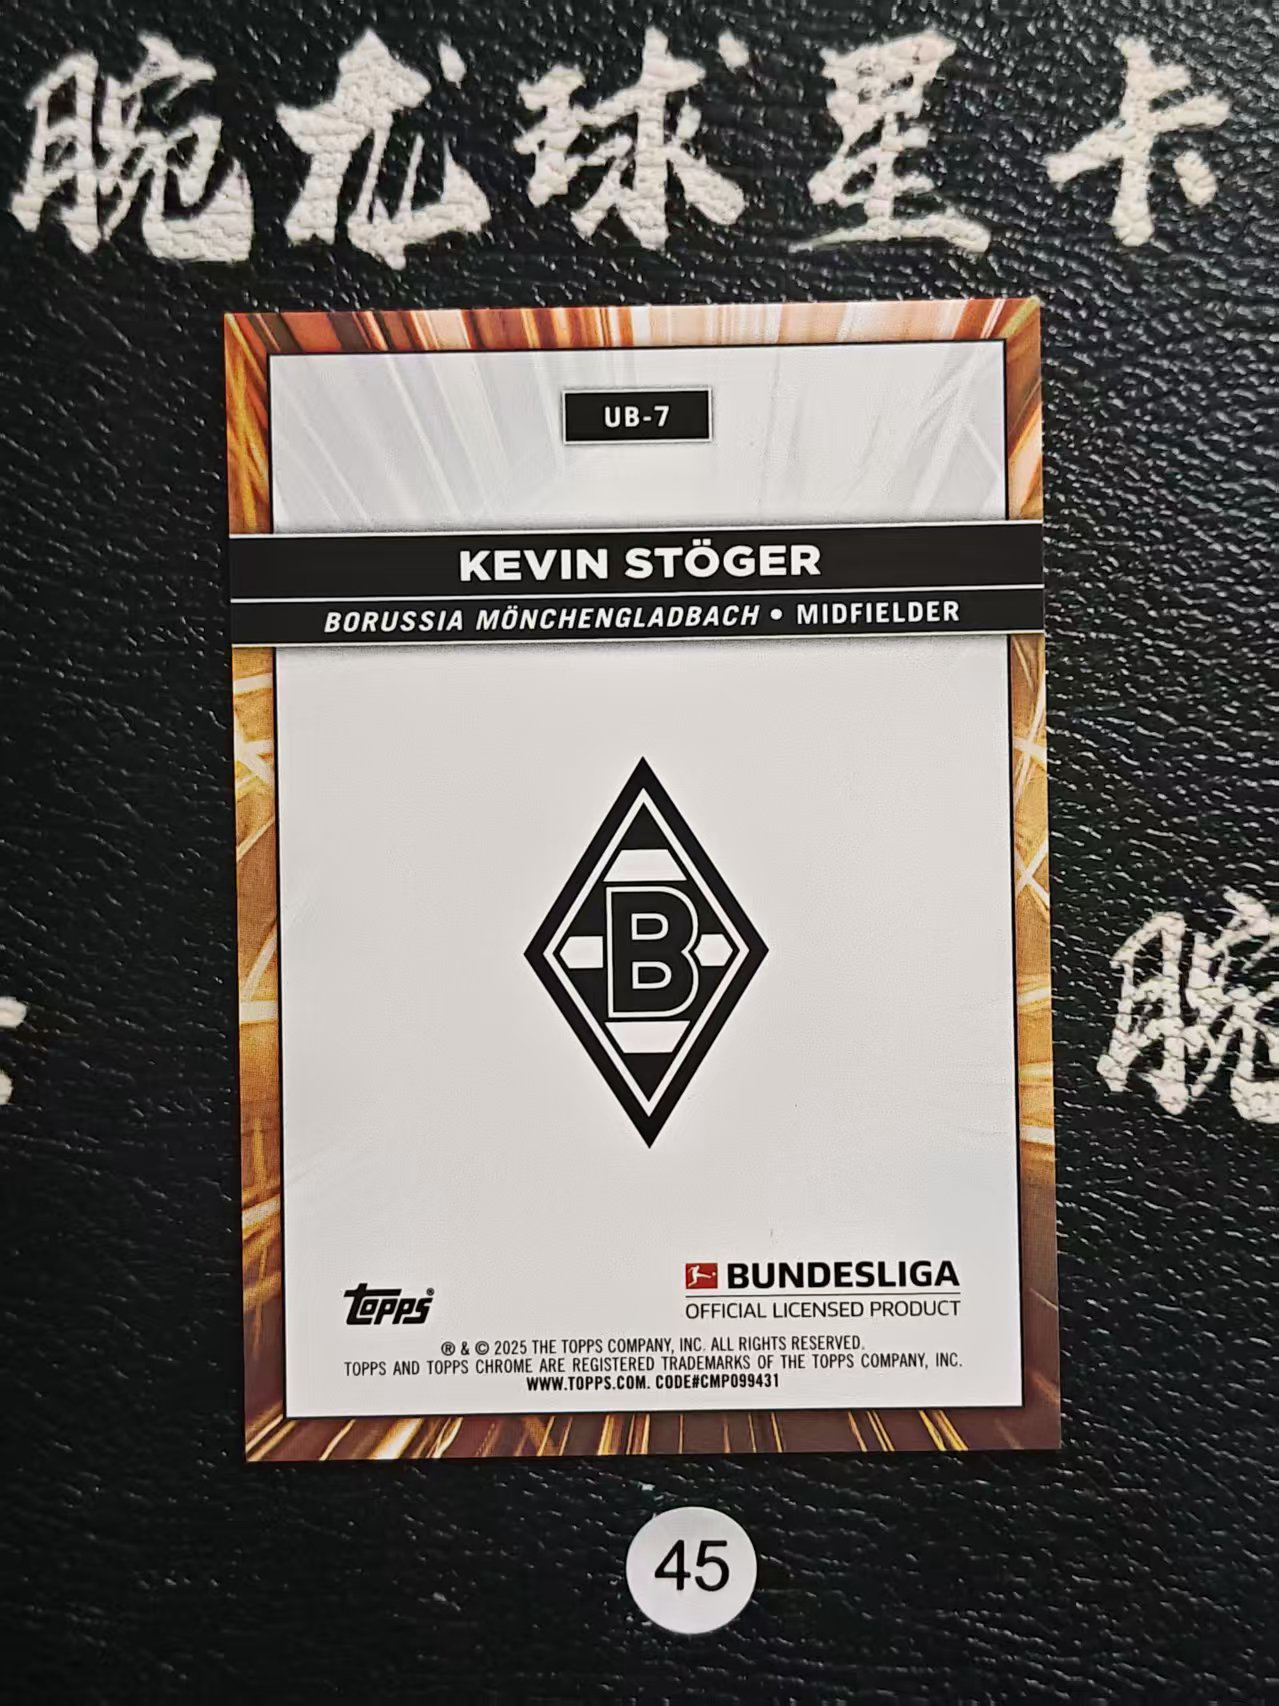 腕龙球星卡
UB-7
KEVIN STÖGER
BORUSSIA MÖNCHENGLADBACH • MIDFIELDER
腕
B
topps®
BUNDESLIGA
OFFICIAL LICENSED PRODUCT
® & © 2025 THE TOPPS COMPANY, INC. ALL RIGHTS RESERVED.
TOPPS AND TOPPS CHROME ARE REGISTERED TRADEMARKS OF THE TOPPS COMPANY, INC.
WWW.TOPPS.COM. CODE#CMP099431
45